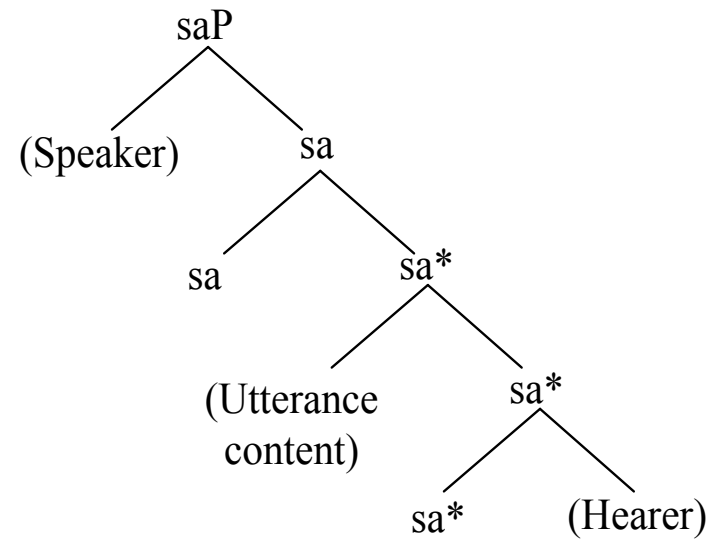 saP
(Speaker)
sa
sa
sa*
(Utterance
content)
sa*
sa*
(Hearer)